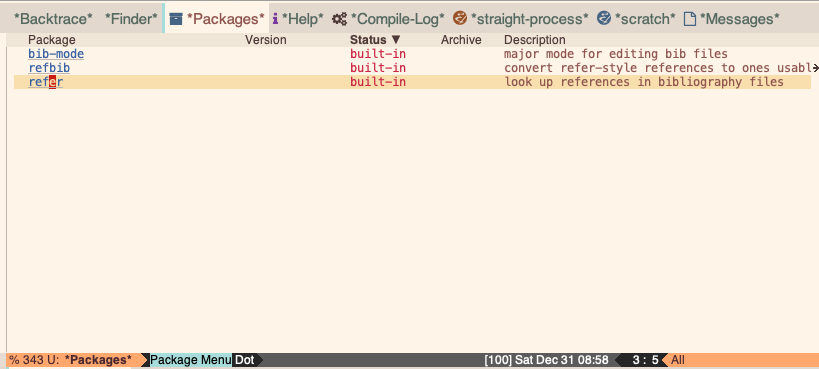 *Backtrace* *Finder* *Packages* *Help* *Compile-Log* *straight-process* *scratch* *Messages*
Package Version Status ▼ Archive Description
bib-mode built-in major mode for editing bib files
refbib built-in convert refer-style references to ones usabl
refer built-in look up references in bibliography files
% 343 U: *Packages* Package Menu Dot [100] Sat Dec 31 08:58 3 : 5 All